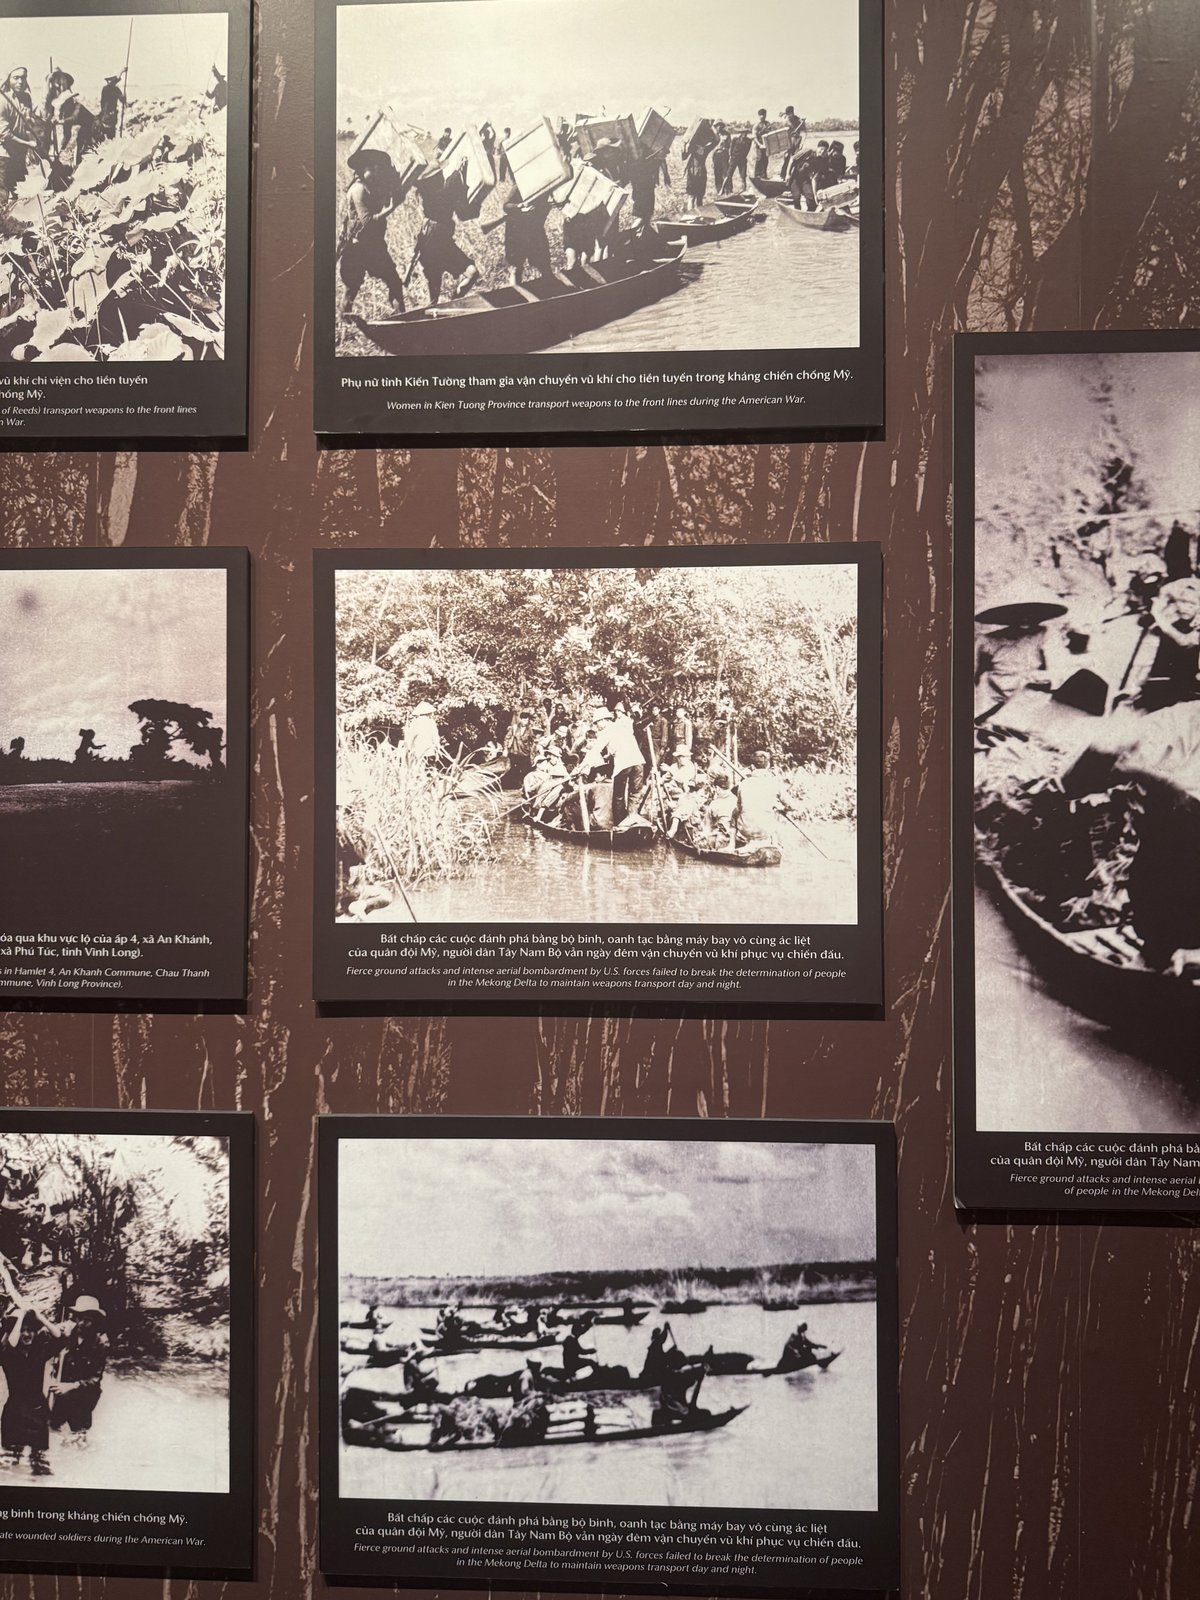 vũ khí chi viện cho tiền tuyến
hống Mỹ.
of Reeds) transport weapons to the front lines
n War.
Phụ nữ tỉnh Kiến Tường tham gia vận chuyển vũ khí cho tiền tuyến trong kháng chiến chống Mỹ.
Women in Kien Tuong Province transport weapons to the front lines during the American War.
óa qua khu vực lộ của ấp 4, xã An Khánh,
xã Phú Túc, tỉnh Vĩnh Long).
s in Hamlet 4, An Khanh Commune, Chau Thanh
mmune, Vinh Long Province).
Bất chấp các cuộc đánh phá bằng bộ binh, oanh tạc bằng máy bay vô cùng ác liệt
của quân đội Mỹ, người dân Tây Nam Bộ vẫn ngày đêm vận chuyển vũ khí phục vụ chiến đấu.
Fierce ground attacks and intense aerial bombardment by U.S. forces failed to break the determination of people
in the Mekong Delta to maintain weapons transport day and night.
Bất chấp các cuộc đánh phá bằ
của quân đội Mỹ, người dân Tây Nam
Fierce ground attacks and intense aerial
of people in the Mekong Del
ng binh trong kháng chiến chống Mỹ.
ate wounded soldiers during the American War.
Bất chấp các cuộc đánh phá bằng bộ binh, oanh tạc bằng máy bay vô cùng ác liệt
của quân đội Mỹ, người dân Tây Nam Bộ vẫn ngày đêm vận chuyển vũ khí phục vụ chiến đấu.
Fierce ground attacks and intense aerial bombardment by U.S. forces failed to break the determination of people
in the Mekong Delta to maintain weapons transport day and night.